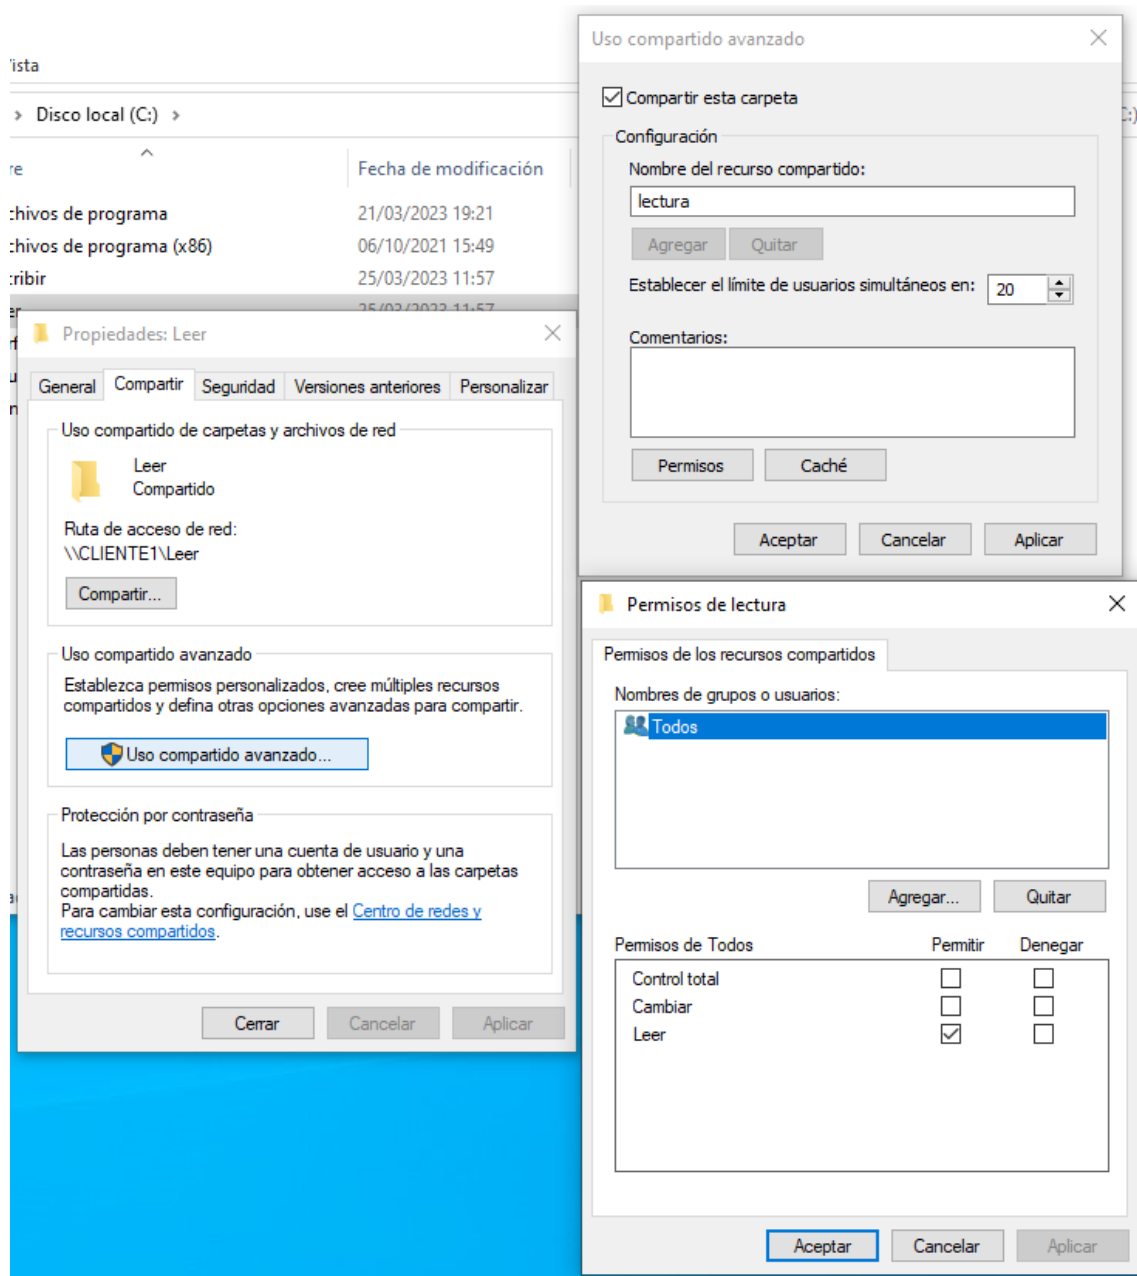 Disco local (C:)
Fecha de modificación
chivos de programa 21/03/2023 19:21
chivos de programa (x86) 06/10/2021 15:49
cribir 25/03/2023 11:57
Propiedades: Leer
General Compartir Seguridad Versiones anteriores Personalizar
Uso compartido de carpetas y archivos de red
Leer
Compartido
Ruta de acceso de red:
\\CLIENTE1\Leer
Compartir...
Uso compartido avanzado
Establezca permisos personalizados, cree múltiples recursos
compartidos y defina otras opciones avanzadas para compartir.
Uso compartido avanzado...
Protección por contraseña
Las personas deben tener una cuenta de usuario y una
contraseña en este equipo para obtener acceso a las carpetas
compartidas.
Para cambiar esta configuración, use el Centro de redes y
recursos compartidos.
Cerrar Cancelar Aplicar
Uso compartido avanzado
Compartir esta carpeta
Configuración
Nombre del recurso compartido:
lectura
Agregar Quitar
Establecer el límite de usuarios simultáneos en: 20
Comentarios:
Permisos Caché
Aceptar Cancelar Aplicar
Permisos de lectura
Permisos de los recursos compartidos
Nombres de grupos o usuarios:
Todos
Agregar... Quitar
Permisos de Todos Permitir Denegar
Control total
Cambiar
Leer
Aceptar Cancelar Aplicar